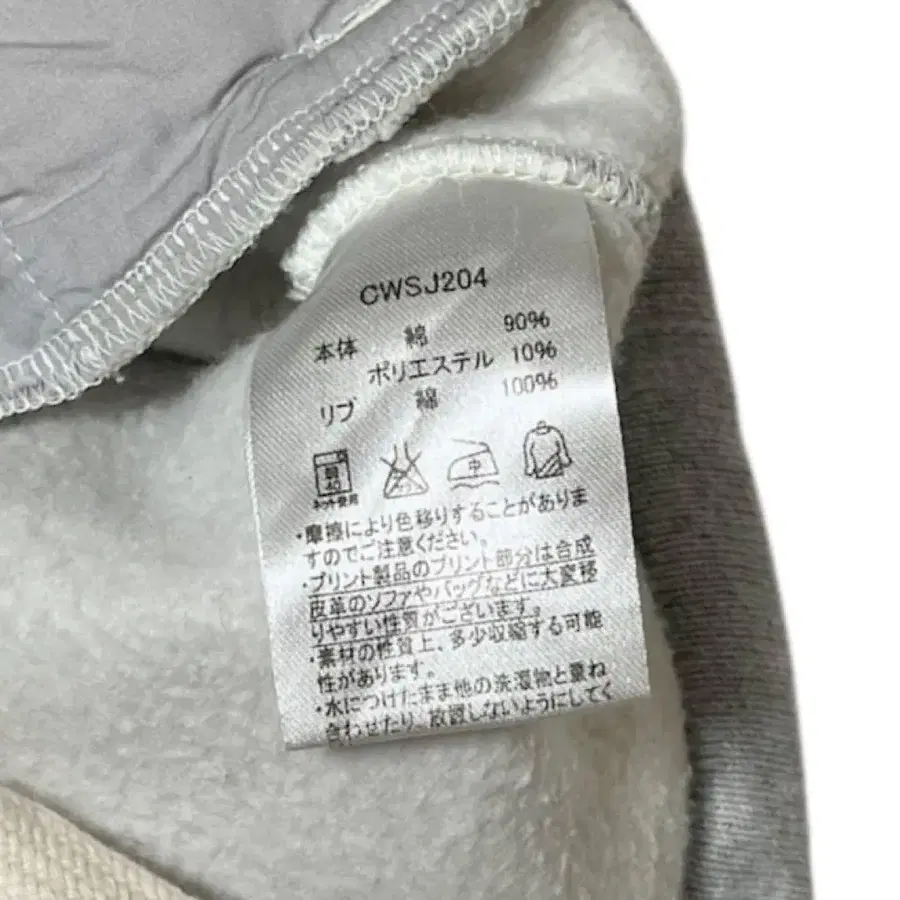 CWSJ204
本体 綿 90%
ポリエステル 10%
リブ 綿 100%
弱
40
ネット使用
中
・摩擦により色移りすることがありま
すのでご注意ください。
・プリント製品のプリント部分は合成
皮革のソファやバッグなどに大変移
りやすい性質がございます。
・素材の性質上、多少収縮する可能
性があります。
・水につけたまま他の洗濯物と重ね
合わせたり、放置しないようにしてく